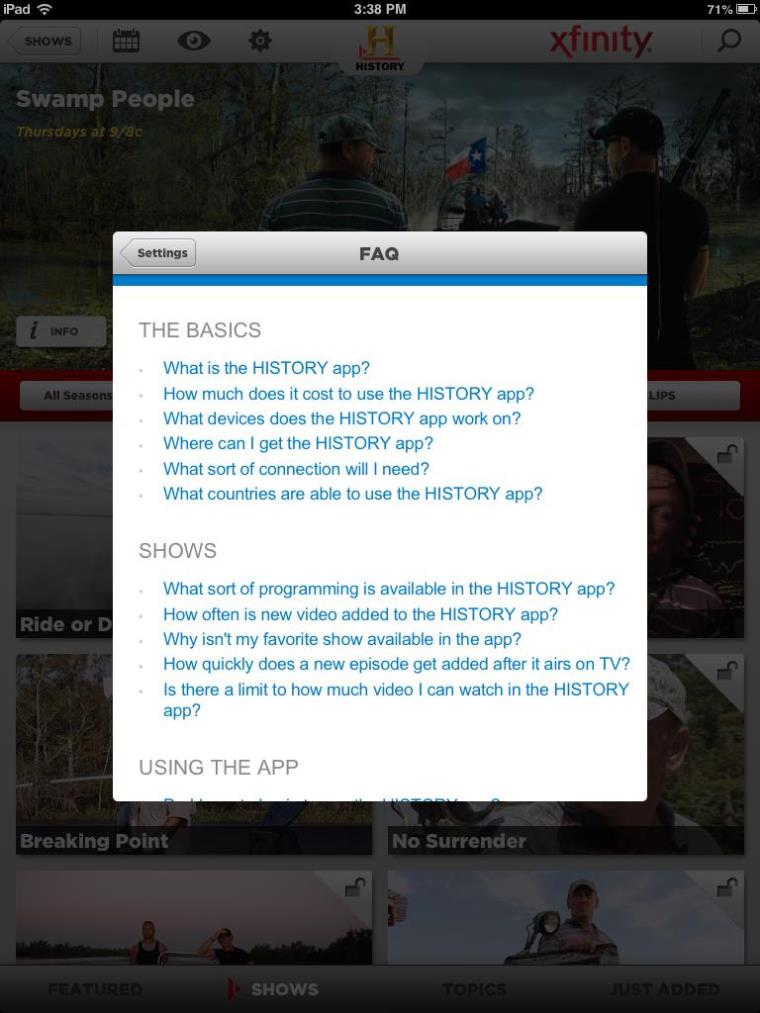 iPad 3:38 PM 71%
SHOWS
H
HISTORY
xfinity
Swamp People
Thursdays at 9/8c
Settings FAQ
THE BASICS
i INFO
What is the HISTORY app?
All Seasons How much does it cost to use the HISTORY app? CLIPS
What devices does the HISTORY app work on?
Where can I get the HISTORY app?
What sort of connection will I need?
What countries are able to use the HISTORY app?
SHOWS
What sort of programming is available in the HISTORY app?
How often is new video added to the HISTORY app?
Ride or D
Why isn't my favorite show available in the app?
How quickly does a new episode get added after it airs on TV?
Is there a limit to how much video I can watch in the HISTORY
app?
USING THE APP
Breaking Point No Surrender
FEATURED SHOWS TOPICS JUST ADDED